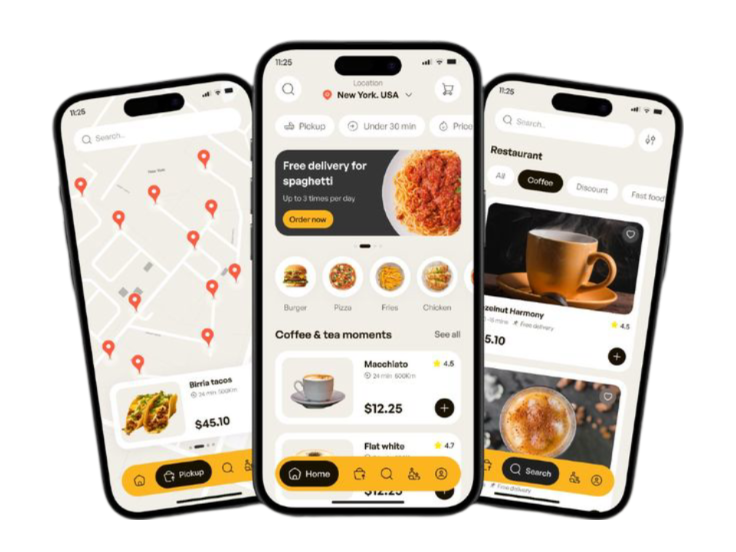 11:25
Search..
New York
Birria tacos
24 min
$45.10
Pickup
11:25
Location
New York. USA
Pickup
Under 30 min
Price
Free delivery for
spaghetti
Up to 3 times per day
Order now
Burger
Pizza
Fries
Chicken
Coffee & tea moments
See all
Macchiato
4.5
24 min
$12.25
Flat white
4.7
Home
$12.25
11:25
Search..
Restaurant
All
Coffee
Discount
Fast food
zelnut Harmony
4.5
Free delivery
5.10
Search
Free delivery